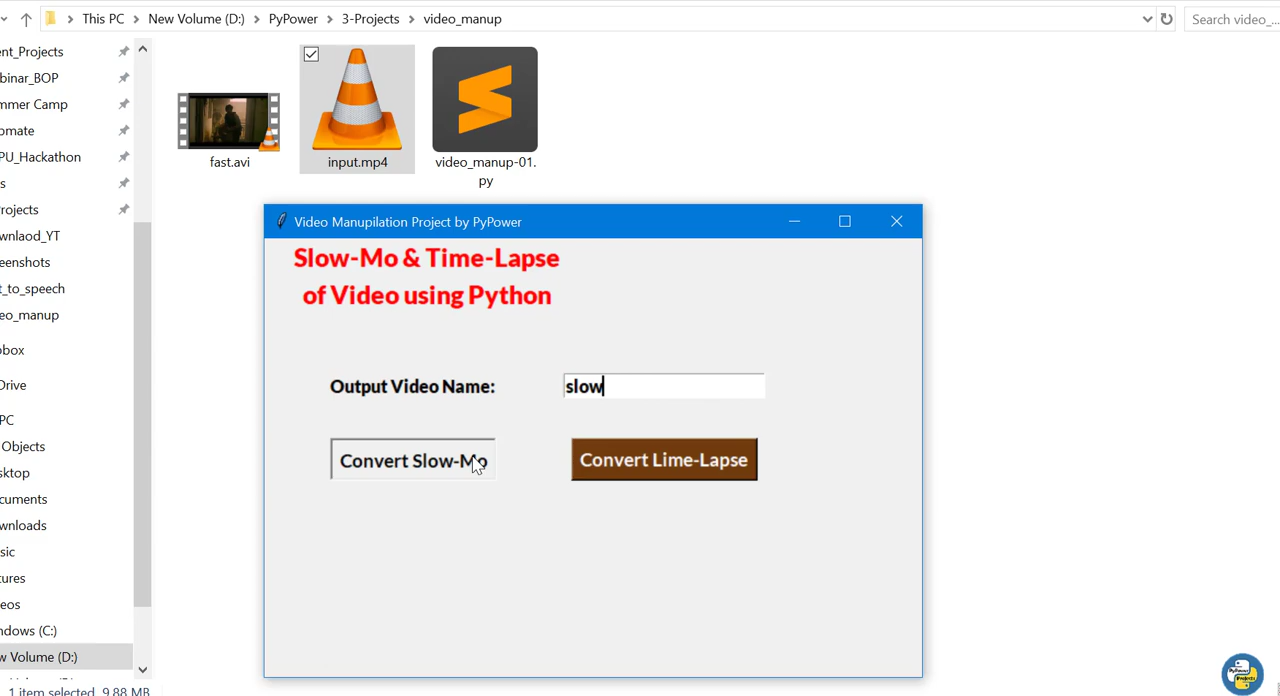 This PC > New Volume (D:) > PyPower > 3-Projects > video_manup
Search video_...
ent_Projects
binar_BOP
mmer Camp
omate
PU_Hackathon
s
rojects
wnlaod_YT
eenshots
t_to_speech
eo_manup
box
Drive
PC
Objects
sktop
cuments
wnloads
sic
tures
eos
ndows (C:)
w Volume (D:)
1 item selected 9.88 MB
fast.avi
input.mp4
video_manup-01.
py
Video Manupilation Project by PyPower
Slow-Mo & Time-Lapse
of Video using Python
Output Video Name:
slow
Convert Slow-Mo
Convert Lime-Lapse